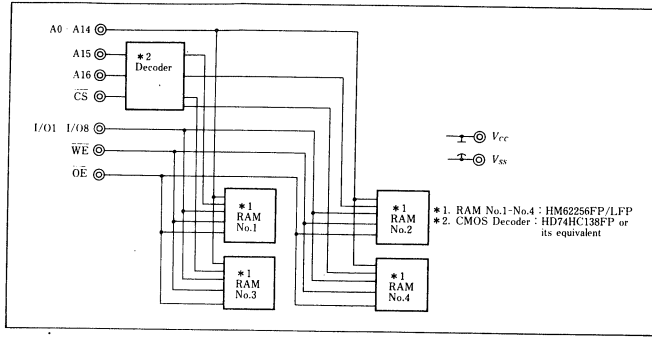 A0 A14
A15
A16
CS
I/O1 I/O8
WE
OE
*2
Decoder
Vcc
Vss
*1
RAM
No.1
*1
RAM
No.2
*1
RAM
No.3
*1
RAM
No.4
*1. RAM No.1-No.4 : HM62256FP/LFP
*2. CMOS Decoder : HD74HC138FP or
its equivalent